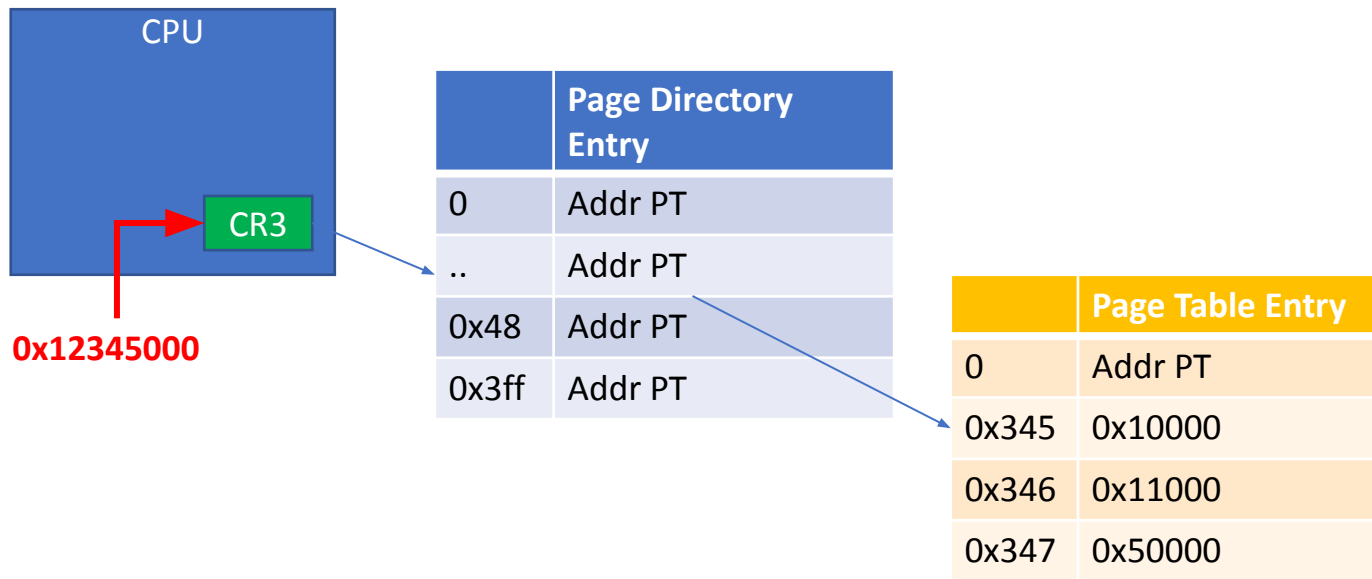 CPU
CR3
0x12345000
Page Directory
Entry
0 Addr PT
.. Addr PT
0x48 Addr PT
0x3ff Addr PT
Page Table Entry
0 Addr PT
0x345 0x10000
0x346 0x11000
0x347 0x50000